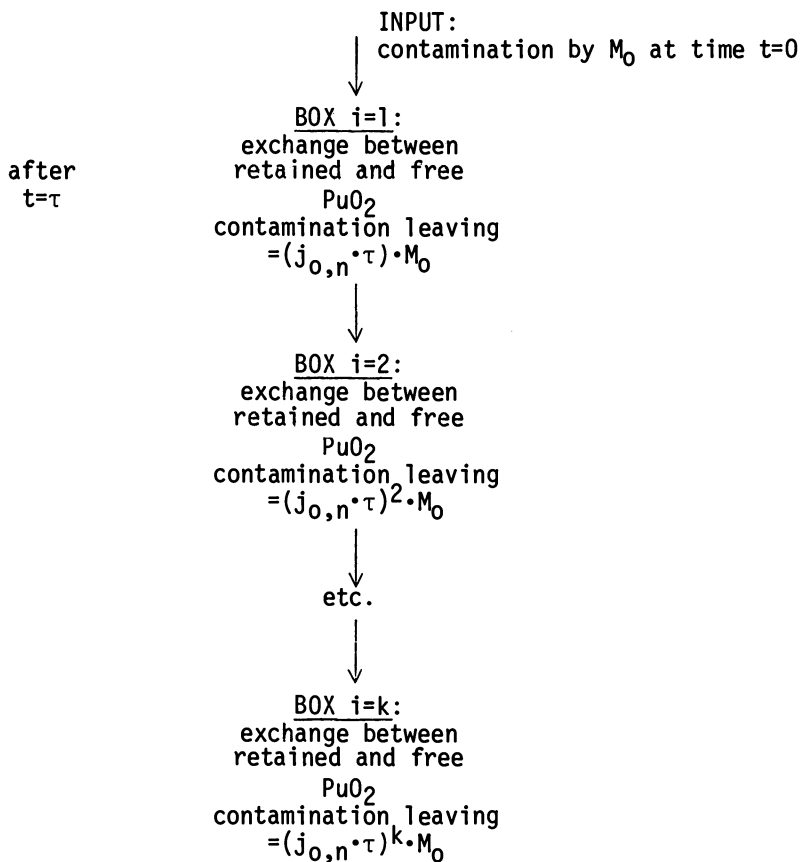 INPUT:
contamination by M₀ at time t=0
BOX i=1:
exchange between
retained and free
PuO₂
contamination leaving
=(j₀,ₙ·τ)·M₀
after
t=τ
BOX i=2:
exchange between
retained and free
PuO₂
contamination leaving
=(j₀,ₙ·τ)²·M₀
etc.
BOX i=k:
exchange between
retained and free
PuO₂
contamination leaving
=(j₀,ₙ·τ)ᵏ·M₀